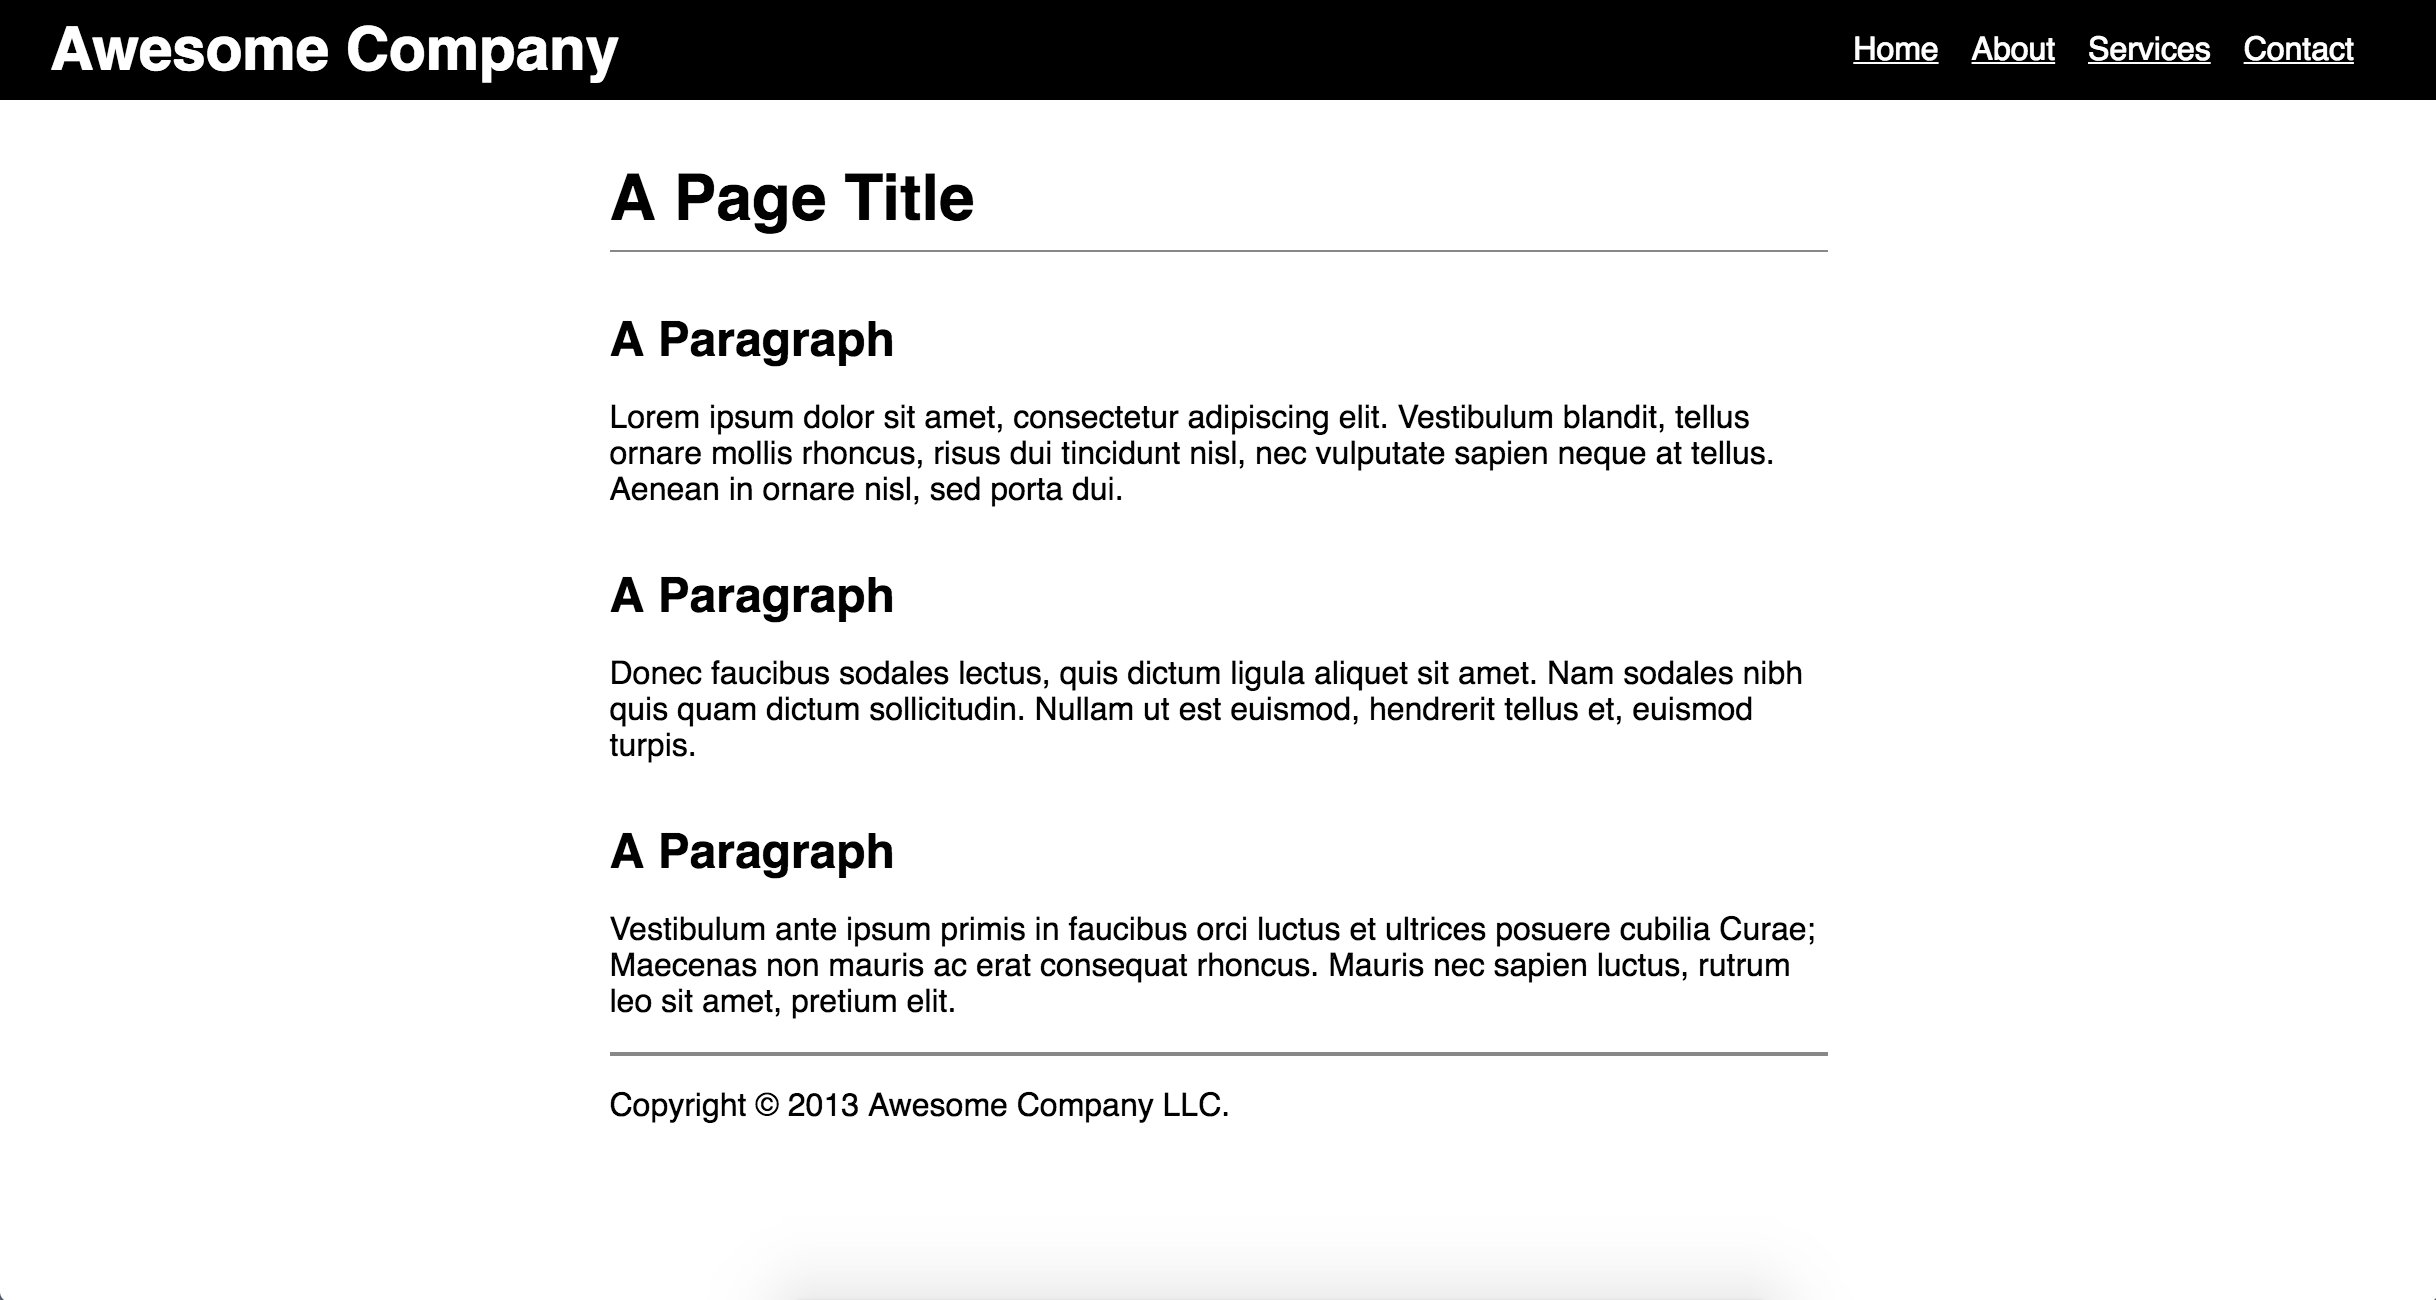 Awesome Company
Home About Services Contact
A Page Title
A Paragraph
Lorem ipsum dolor sit amet, consectetur adipiscing elit. Vestibulum blandit, tellus
ornare mollis rhoncus, risus dui tincidunt nisl, nec vulputate sapien neque at tellus.
Aenean in ornare nisl, sed porta dui.
A Paragraph
Donec faucibus sodales lectus, quis dictum ligula aliquet sit amet. Nam sodales nibh
quis quam dictum sollicitudin. Nullam ut est euismod, hendrerit tellus et, euismod
turpis.
A Paragraph
Vestibulum ante ipsum primis in faucibus orci luctus et ultrices posuere cubilia Curae;
Maecenas non mauris ac erat consequat rhoncus. Mauris nec sapien luctus, rutrum
leo sit amet, pretium elit.
Copyright © 2013 Awesome Company LLC.